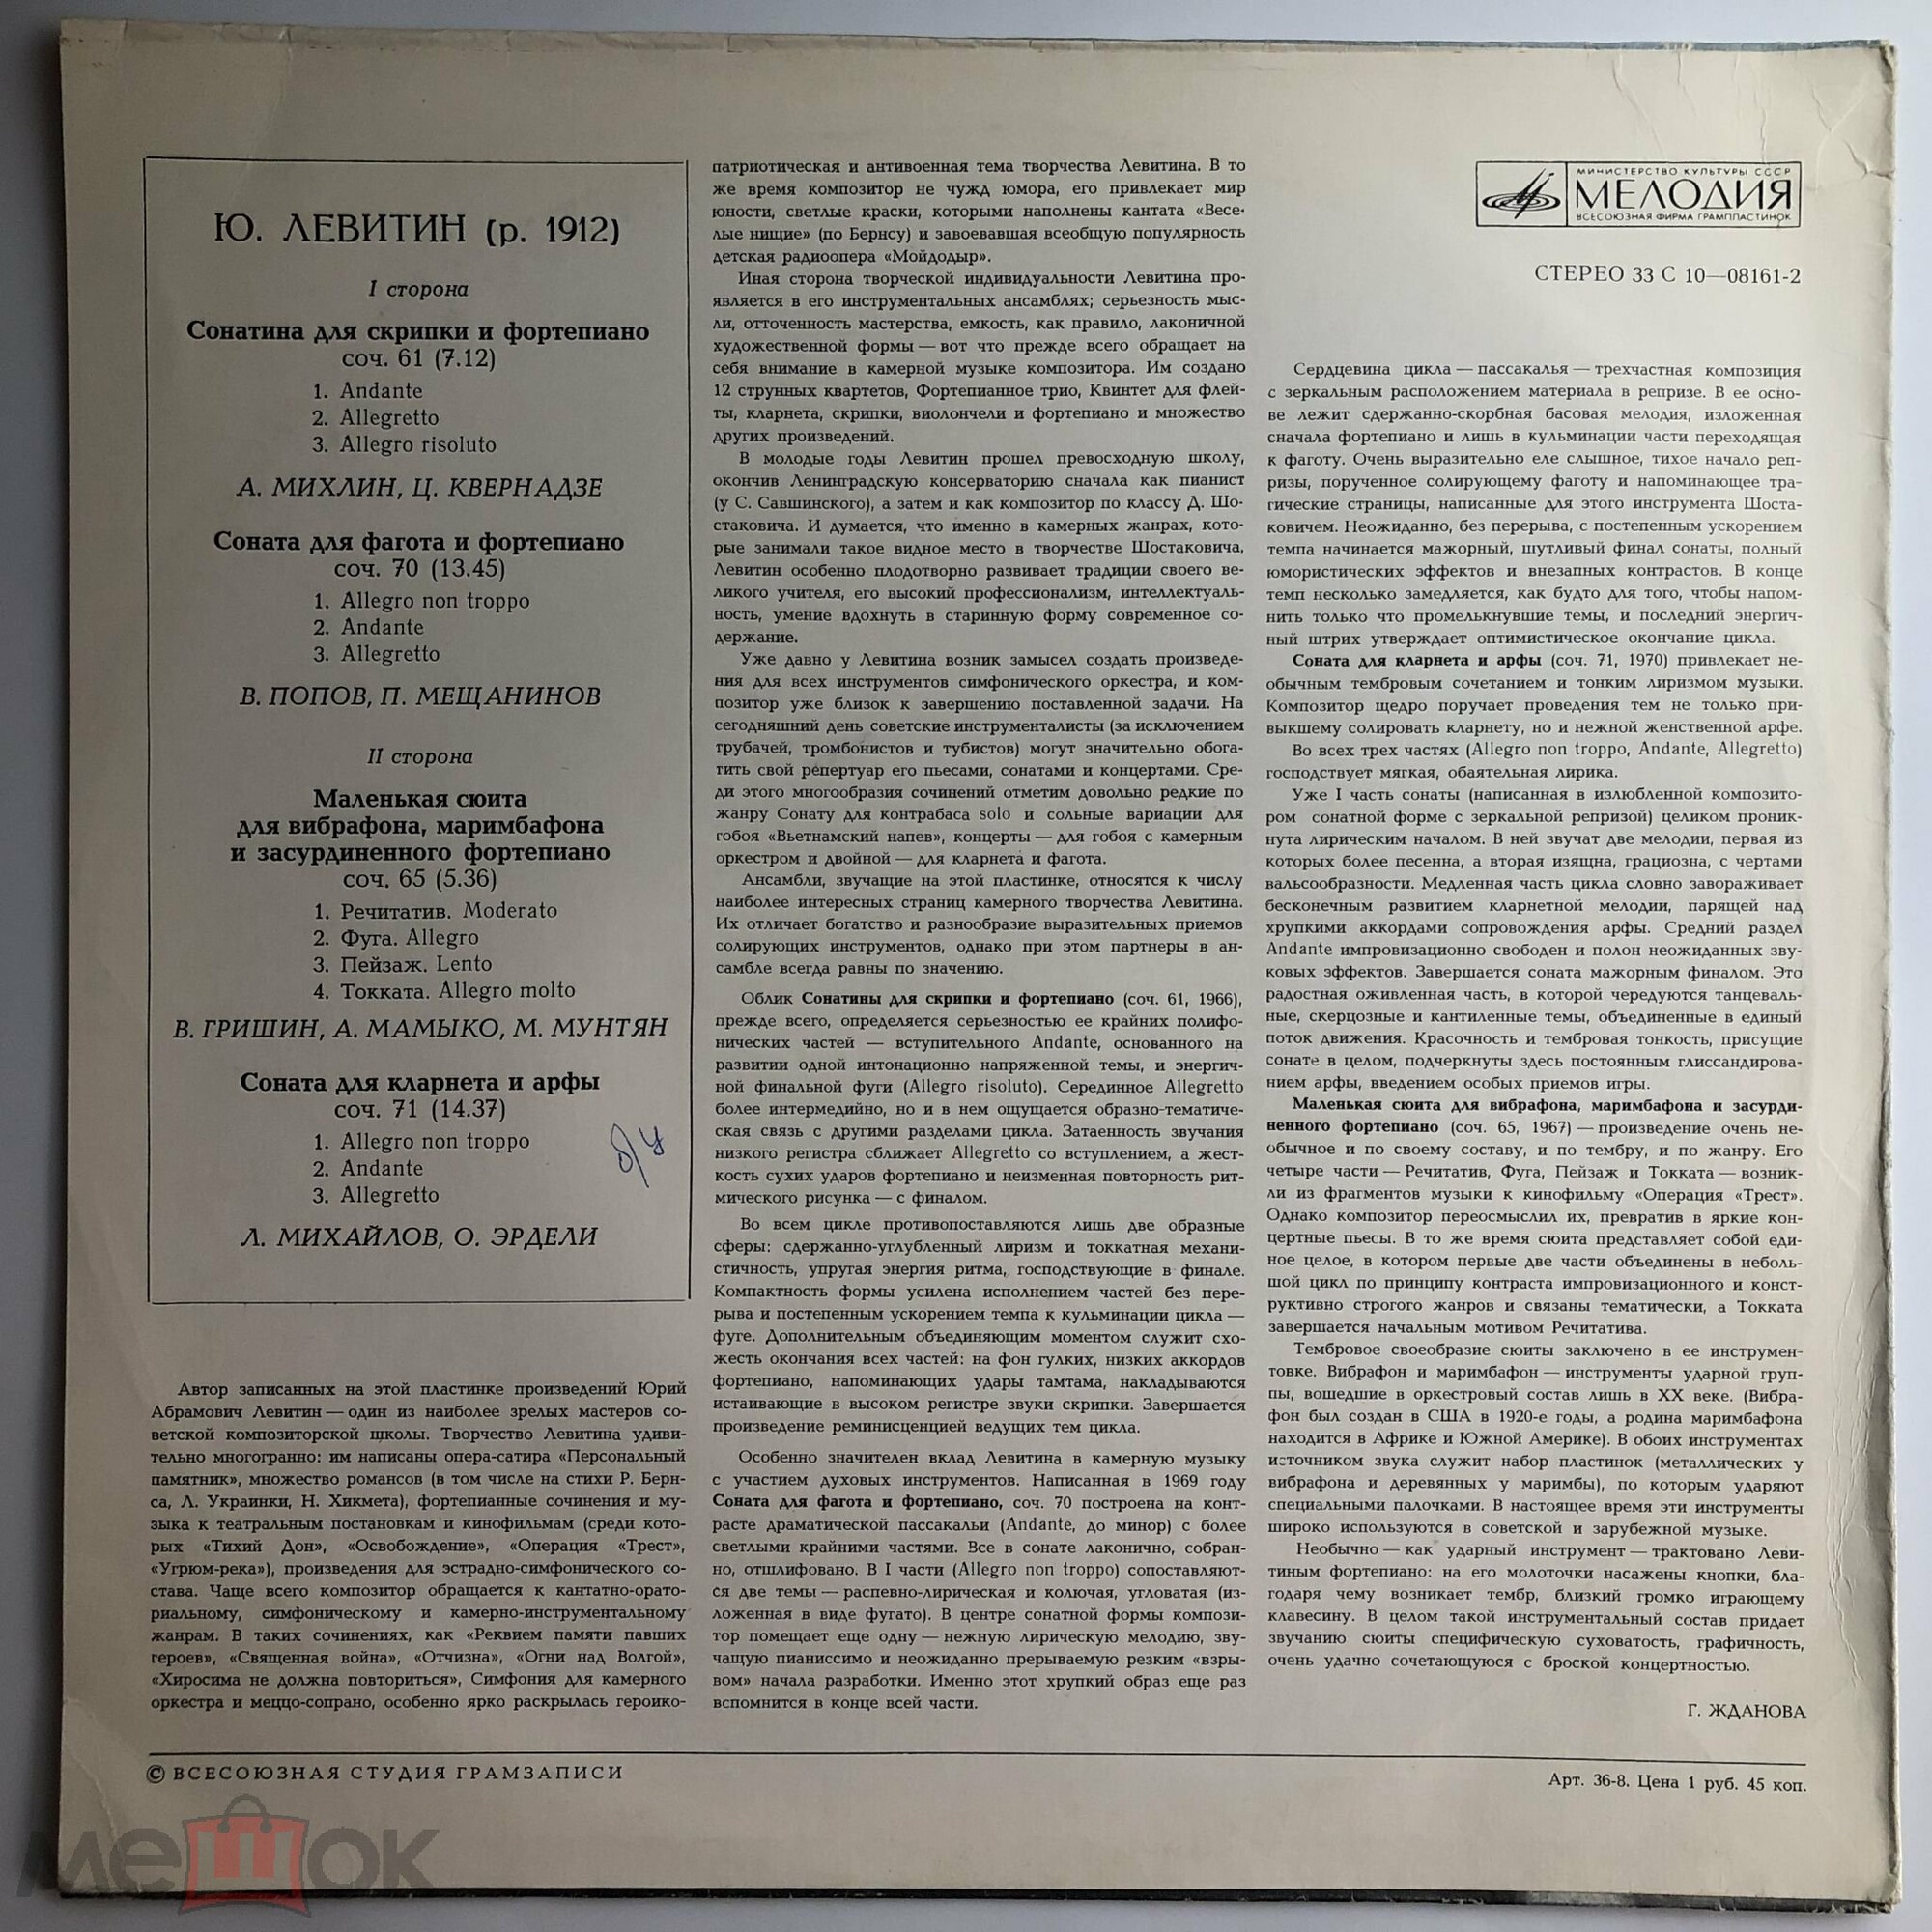 Ю. ЛЕВИТИН (р. 1912)
I сторона
Сонатина для скрипки и фортепиано
соч. 61 (7.12)
1. Andante
2. Allegretto
3. Allegro risoluto
А. МИХЛИН, Ц. КВЕРНАДЗЕ
Соната для фагота и фортепиано
соч. 70 (13.45)
1. Allegro non troppo
2. Andante
3. Allegretto
В. ПОПОВ, П. МЕЩАНИНОВ
II сторона
Маленькая сюита
для вибрафона, маримбафона
и засурдиненного фортепиано
соч. 65 (5.36)
1. Речитатив. Moderato
2. Фуга. Allegro
3. Пейзаж. Lento
4. Токката. Allegro molto
В. ГРИШИН, А. МАМЫКО, М. МУНТЯН
Соната для кларнета и арфы
соч. 71 (14.37)
1. Allegro non troppo
2. Andante
3. Allegretto
Л. МИХАЙЛОВ, О. ЭРДЕЛИ
Автор записанных на этой пластинке произведений Юрий
Абрамович Левитин — один из наиболее зрелых мастеров со-
ветской композиторской школы. Творчество Левитина удиви-
тельно многогранно: им написаны опера-сатира «Персональный
памятник», множество романсов (в том числе на стихи Р. Берн-
са, Л. Украинки, Н. Хикмета), фортепианные сочинения и му-
зыка к театральным постановкам и кинофильмам (среди кото-
рых «Тихий Дон», «Освобождение», «Операция «Трест»,
«Угрюм-река»), произведения для эстрадно-симфонического со-
става. Чаще всего композитор обращается к кантатно-орато-
риальному, симфоническому и камерно-инструментальному
жанрам. В таких сочинениях, как «Реквием памяти павших
героев», «Священная война», «Отчизна», «Огни над Волгой»,
«Хиросима не должна повториться», Симфония для камерного
оркестра и меццо-сопрано, особенно ярко раскрылась героико-
патриотическая и антивоенная тема творчества Левитина. В то
же время композитор не чужд юмора, его привлекает мир
юности, светлые краски, которыми наполнены кантата «Весе-
лые нищие» (по Бернсу) и завоевавшая всеобщую популярность
детская радиоопера «Мойдодыр».
Иная сторона творческой индивидуальности Левитина про-
является в его инструментальных ансамблях; серьезность мыс-
ли, отточенность мастерства, емкость, как правило, лаконичной
художественной формы — вот что прежде всего обращает на
себя внимание в камерной музыке композитора. Им создано
12 струнных квартетов, Фортепианное трио, Квинтет для флей-
ты, кларнета, скрипки, виолончели и фортепиано и множество
других произведений.
В молодые годы Левитин прошел превосходную школу,
окончив Ленинградскую консерваторию сначала как пианист
(у С. Савшинского), а затем и как композитор по классу Д. Шо-
стаковича. И думается, что именно в камерных жанрах, кото-
рые занимали такое видное место в творчестве Шостаковича,
Левитин особенно плодотворно развивает традиции своего ве-
ликого учителя, его высокий профессионализм, интеллектуаль-
ность, умение вдохнуть в старинную форму современное со-
держание.
Уже давно у Левитина возник замысел создать произведе-
ния для всех инструментов симфонического оркестра, и ком-
позитор уже близок к завершению поставленной задачи. На
сегодняшний день советские инструменталисты (за исключением
трубачей, тромбонистов и тубистов) могут значительно обога-
тить свой репертуар его пьесами, сонатами и концертами. Сре-
ди этого многообразия сочинений отметим довольно редкие по
жанру Сонату для контрабаса solo и сольные вариации для
гобоя «Вьетнамский напев», концерты — для гобоя с камерным
оркестром и двойной — для кларнета и фагота.
Ансамбли, звучащие на этой пластинке, относятся к числу
наиболее интересных страниц камерного творчества Левитина.
Их отличает богатство и разнообразие выразительных приемов
солирующих инструментов, однако при этом партнеры в ан-
самбле всегда равны по значению.
Облик Сонатины для скрипки и фортепиано (соч. 61, 1966),
прежде всего, определяется серьезностью ее крайних полифо-
нических частей — вступительного Andante, основанного на
развитии одной интонационно напряженной темы, и энергич-
ной финальной фуги (Allegro risoluto). Серединное Allegretto
более интермедийно, но и в нем ощущается образно-тематиче-
ская связь с другими разделами цикла. Затаенность звучания
низкого регистра сближает Allegretto со вступлением, а жест-
кость сухих ударов фортепиано и неизменная повторность рит-
мического рисунка — с финалом.
Во всем цикле противопоставляются лишь две образные
сферы: сдержанно-углубленный лиризм и токкатная механи-
стичность, упругая энергия ритма, господствующие в финале.
Компактность формы усилена исполнением частей без пере-
рыва и постепенным ускорением темпа к кульминации цикла —
фуге. Дополнительным объединяющим моментом служит схо-
жесть окончания всех частей: на фон гулких, низких аккордов
фортепиано, напоминающих удары тамтама, накладываются
истаивающие в высоком регистре звуки скрипки. Завершается
произведение реминисценцией ведущих тем цикла.
Особенно значителен вклад Левитина в камерную музыку
с участием духовых инструментов. Написанная в 1969 году
Соната для фагота и фортепиано, соч. 70 построена на конт-
расте драматической пассакальи (Andante, до минор) с более
светлыми крайними частями. Все в сонате лаконично, собран-
но, отшлифовано. В I части (Allegro non troppo) сопоставляют-
ся две темы — распевно-лирическая и колючая, угловатая (из-
ложенная в виде фугато). В центре сонатной формы компози-
тор помещает еще одну — нежную лирическую мелодию, зву-
чащую пианиссимо и неожиданно прерываемую резким «взры-
вом» начала разработки. Именно этот хрупкий образ еще раз
вспомнится в конце всей части.
МИНИСТЕРСТВО КУЛЬТУРЫ СССР
МЕЛОДИЯ
ВСЕСОЮЗНАЯ ФИРМА ГРАМПЛАСТИНОК
СТЕРЕО 33 С 10—08161-2
Сердцевина цикла — пассакалья — трехчастная композиция
с зеркальным расположением материала в репризе. В ее осно-
ве лежит сдержанно-скорбная басовая мелодия, изложенная
сначала фортепиано и лишь в кульминации части переходящая
к фаготу. Очень выразительно еле слышное, тихое начало реп-
ризы, порученное солирующему фаготу и напоминающее тра-
гические страницы, написанные для этого инструмента Шоста-
ковичем. Неожиданно, без перерыва, с постепенным ускорением
темпа начинается мажорный, шутливый финал сонаты, полный
юмористических эффектов и внезапных контрастов. В конце
темп несколько замедляется, как будто для того, чтобы напом-
нить только что промелькнувшие темы, и последний энергич-
ный штрих утверждает оптимистическое окончание цикла.
Соната для кларнета и арфы (соч. 71, 1970) привлекает не-
обычным тембровым сочетанием и тонким лиризмом музыки.
Композитор щедро поручает проведения тем не только при-
выкшему солировать кларнету, но и нежной женственной арфе.
Во всех трех частях (Allegro non troppo, Andante, Allegretto)
господствует мягкая, обаятельная лирика.
Уже I часть сонаты (написанная в излюбленной композито-
ром сонатной форме с зеркальной репризой) целиком проник-
нута лирическим началом. В ней звучат две мелодии, первая из
которых более песенна, а вторая изящна, грациозна, с чертами
вальсообразности. Медленная часть цикла словно завораживает
бесконечным развитием кларнетной мелодии, парящей над
хрупкими аккордами сопровождения арфы. Средний раздел
Andante импровизационно свободен и полон неожиданных зву-
ковых эффектов. Завершается соната мажорным финалом. Это
радостная оживленная часть, в которой чередуются танцеваль-
ные, скерцозные и кантиленные темы, объединенные в единый
поток движения. Красочность и тембровая тонкость, присущие
сонате в целом, подчеркнуты здесь постоянным глиссандирова-
нием арфы, введением особых приемов игры.
Маленькая сюита для вибрафона, маримбафона и засурди-
ненного фортепиано (соч. 65, 1967) — произведение очень не-
обычное и по своему составу, и по тембру, и по жанру. Его
четыре части — Речитатив, Фуга, Пейзаж и Токката — возник-
ли из фрагментов музыки к кинофильму «Операция «Трест».
Однако композитор переосмыслил их, превратив в яркие кон-
цертные пьесы. В то же время сюита представляет собой еди-
ное целое, в котором первые две части объединены в неболь-
шой цикл по принципу контраста импровизационного и конст-
руктивно строгого жанров и связаны тематически, а Токката
завершается начальным мотивом Речитатива.
Тембровое своеобразие сюиты заключено в ее инструмен-
товке. Вибрафон и маримбафон — инструменты ударной груп-
пы, вошедшие в оркестровый состав лишь в XX веке. (Вибра-
фон был создан в США в 1920-е годы, а родина маримбафона
находится в Африке и Южной Америке). В обоих инструментах
источником звука служит набор пластинок (металлических у
вибрафона и деревянных у маримбы), по которым ударяют
специальными палочками. В настоящее время эти инструменты
широко используются в советской и зарубежной музыке.
Необычно — как ударный инструмент — трактовано Леви-
тиным фортепиано: на его молоточки насажены кнопки, бла-
годаря чему возникает тембр, близкий громко играющему
клавесину. В целом такой инструментальный состав придает
звучанию сюиты специфическую суховатость, графичность,
очень удачно сочетающуюся с броской концертностью.
Г. ЖДАНОВА
© ВСЕСОЮЗНАЯ СТУДИЯ ГРАМЗАПИСИ
Арт. 36-8. Цена 1 руб. 45 коп.
мешок